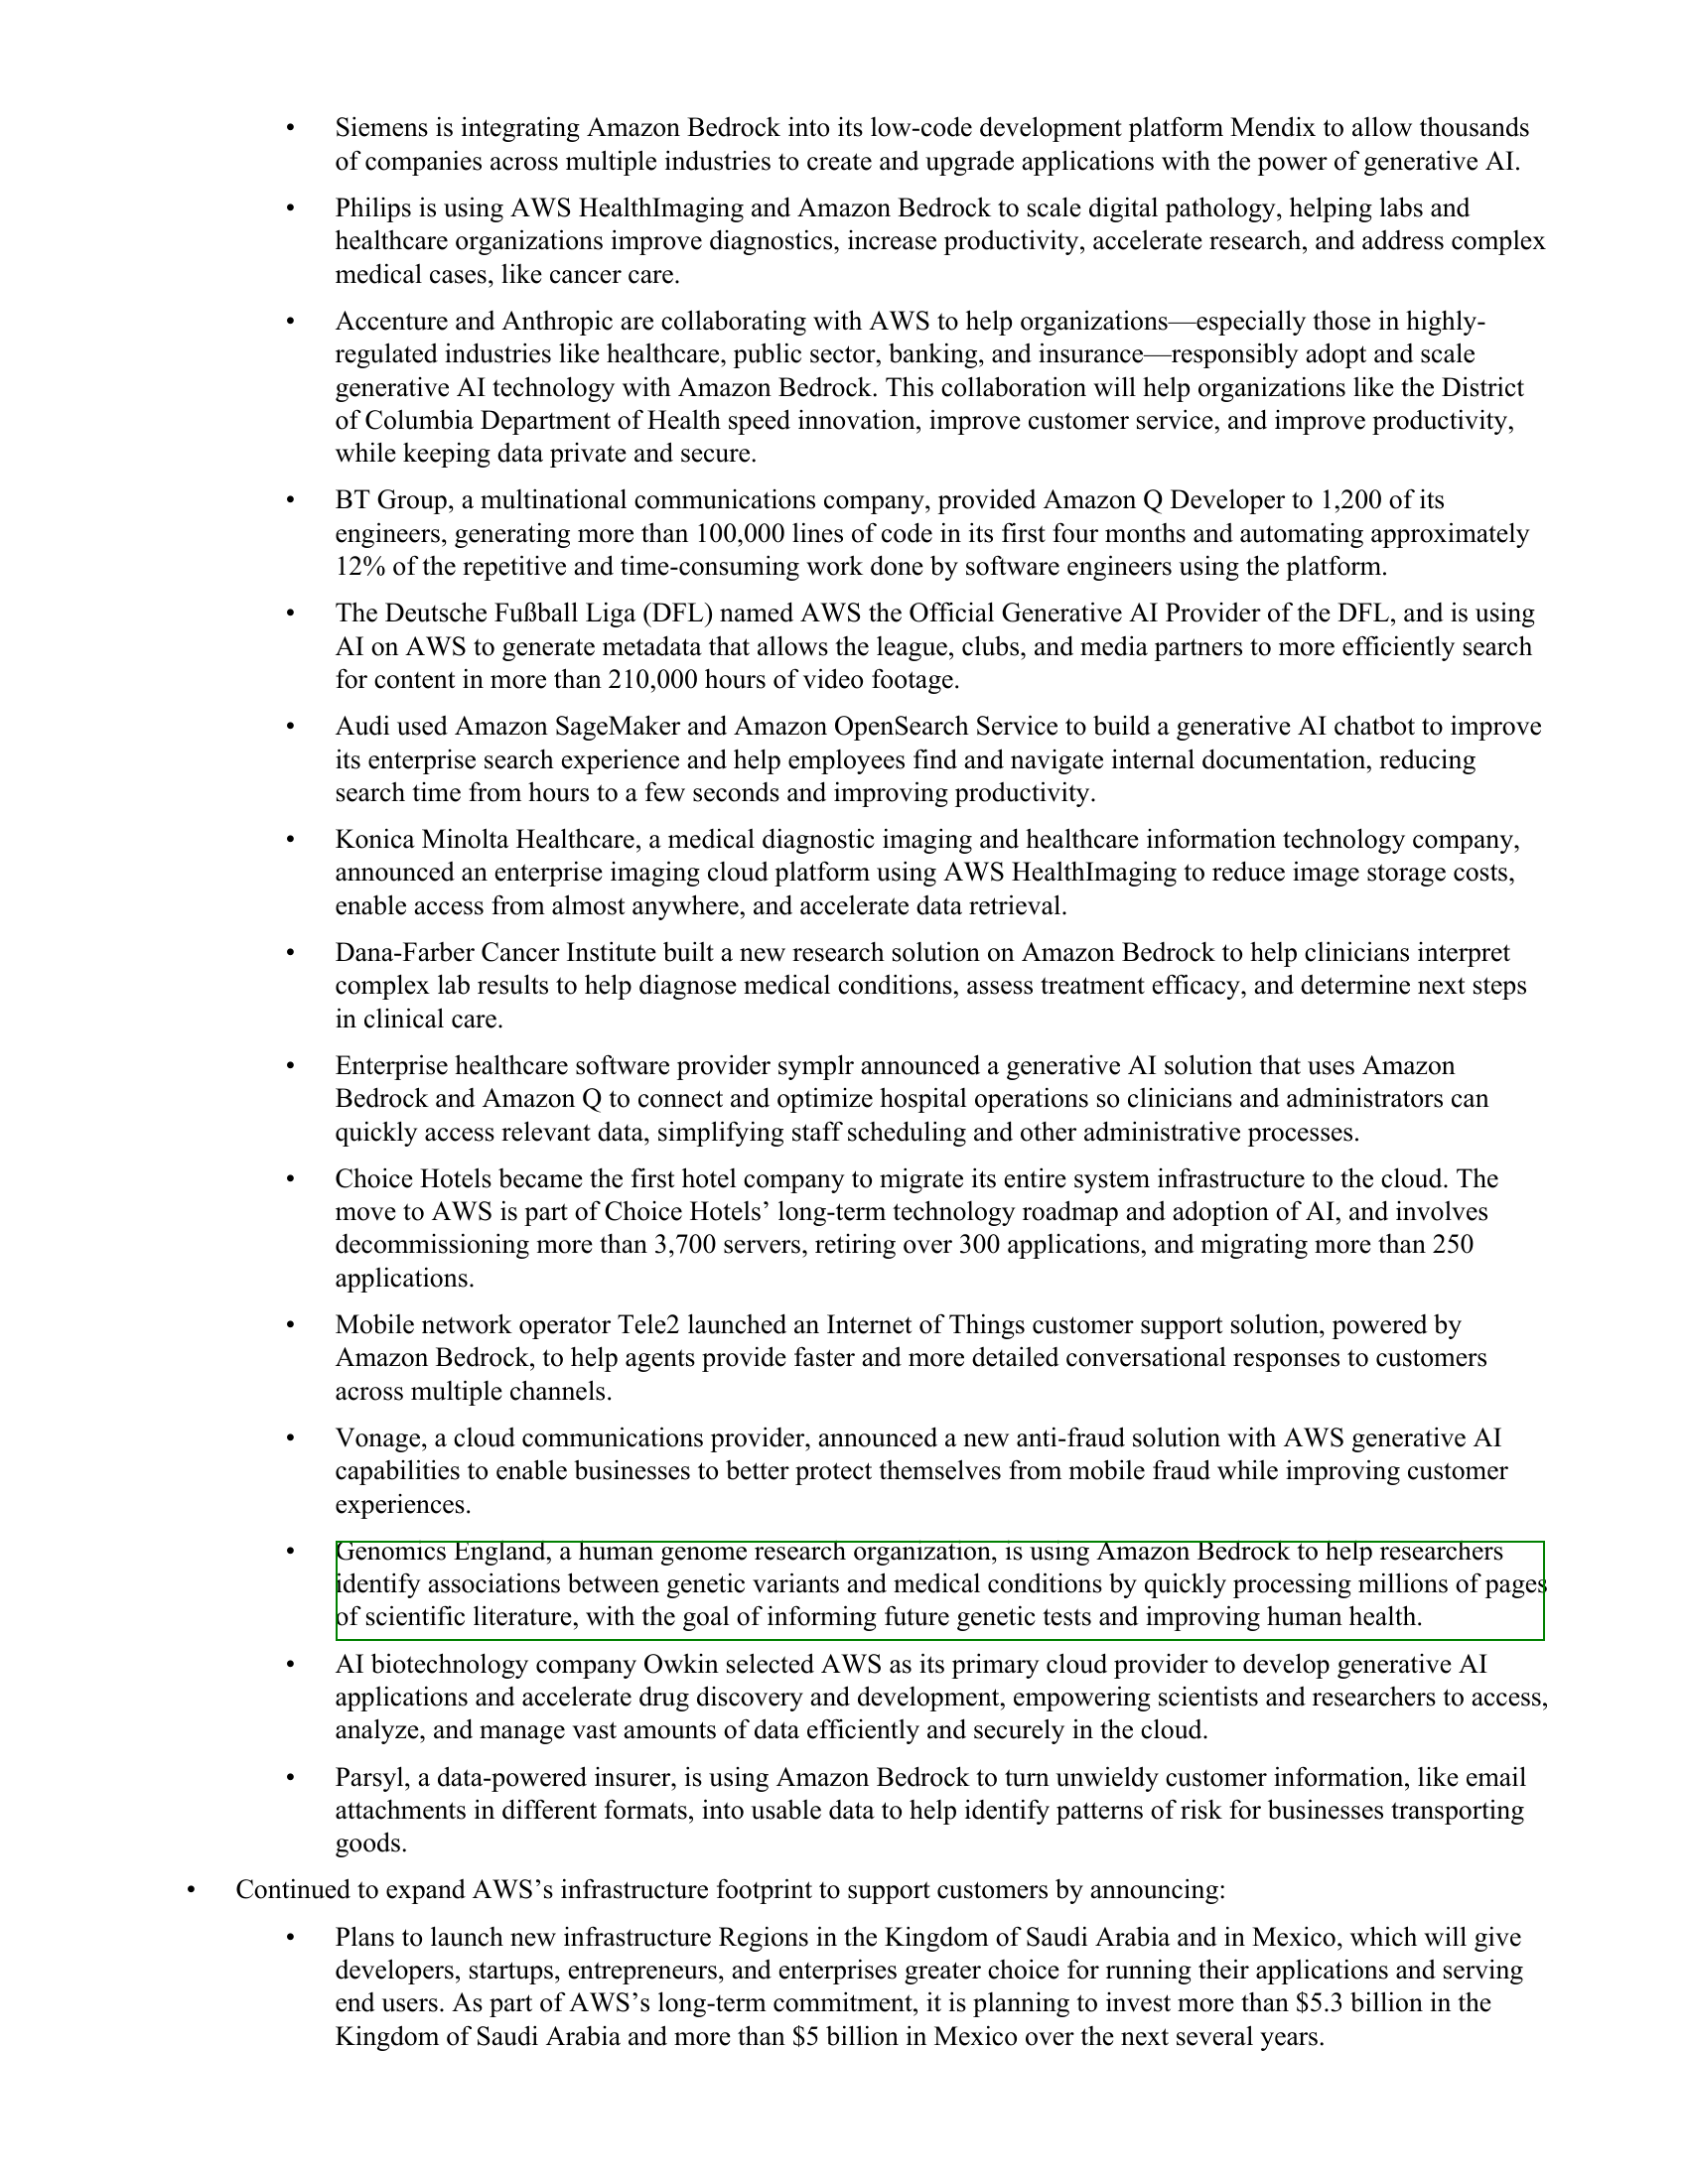 • Siemens is integrating Amazon Bedrock into its low-code development platform Mendix to allow thousands
of companies across multiple industries to create and upgrade applications with the power of generative AI.
• Philips is using AWS HealthImaging and Amazon Bedrock to scale digital pathology, helping labs and
healthcare organizations improve diagnostics, increase productivity, accelerate research, and address complex
medical cases, like cancer care.
• Accenture and Anthropic are collaborating with AWS to help organizations—especially those in highly-
regulated industries like healthcare, public sector, banking, and insurance—responsibly adopt and scale
generative AI technology with Amazon Bedrock. This collaboration will help organizations like the District
of Columbia Department of Health speed innovation, improve customer service, and improve productivity,
while keeping data private and secure.
• BT Group, a multinational communications company, provided Amazon Q Developer to 1,200 of its
engineers, generating more than 100,000 lines of code in its first four months and automating approximately
12% of the repetitive and time-consuming work done by software engineers using the platform.
• The Deutsche Fußball Liga (DFL) named AWS the Official Generative AI Provider of the DFL, and is using
AI on AWS to generate metadata that allows the league, clubs, and media partners to more efficiently search
for content in more than 210,000 hours of video footage.
• Audi used Amazon SageMaker and Amazon OpenSearch Service to build a generative AI chatbot to improve
its enterprise search experience and help employees find and navigate internal documentation, reducing
search time from hours to a few seconds and improving productivity.
• Konica Minolta Healthcare, a medical diagnostic imaging and healthcare information technology company,
announced an enterprise imaging cloud platform using AWS HealthImaging to reduce image storage costs,
enable access from almost anywhere, and accelerate data retrieval.
• Dana-Farber Cancer Institute built a new research solution on Amazon Bedrock to help clinicians interpret
complex lab results to help diagnose medical conditions, assess treatment efficacy, and determine next steps
in clinical care.
• Enterprise healthcare software provider symplr announced a generative AI solution that uses Amazon
Bedrock and Amazon Q to connect and optimize hospital operations so clinicians and administrators can
quickly access relevant data, simplifying staff scheduling and other administrative processes.
• Choice Hotels became the first hotel company to migrate its entire system infrastructure to the cloud. The
move to AWS is part of Choice Hotels’ long-term technology roadmap and adoption of AI, and involves
decommissioning more than 3,700 servers, retiring over 300 applications, and migrating more than 250
applications.
• Mobile network operator Tele2 launched an Internet of Things customer support solution, powered by
Amazon Bedrock, to help agents provide faster and more detailed conversational responses to customers
across multiple channels.
• Vonage, a cloud communications provider, announced a new anti-fraud solution with AWS generative AI
capabilities to enable businesses to better protect themselves from mobile fraud while improving customer
experiences.
• Genomics England, a human genome research organization, is using Amazon Bedrock to help researchers
identify associations between genetic variants and medical conditions by quickly processing millions of pages
of scientific literature, with the goal of informing future genetic tests and improving human health.
• AI biotechnology company Owkin selected AWS as its primary cloud provider to develop generative AI
applications and accelerate drug discovery and development, empowering scientists and researchers to access,
analyze, and manage vast amounts of data efficiently and securely in the cloud.
• Parsyl, a data-powered insurer, is using Amazon Bedrock to turn unwieldy customer information, like email
attachments in different formats, into usable data to help identify patterns of risk for businesses transporting
goods.
• Continued to expand AWS’s infrastructure footprint to support customers by announcing:
• Plans to launch new infrastructure Regions in the Kingdom of Saudi Arabia and in Mexico, which will give
developers, startups, entrepreneurs, and enterprises greater choice for running their applications and serving
end users. As part of AWS’s long-term commitment, it is planning to invest more than $5.3 billion in the
Kingdom of Saudi Arabia and more than $5 billion in Mexico over the next several years.